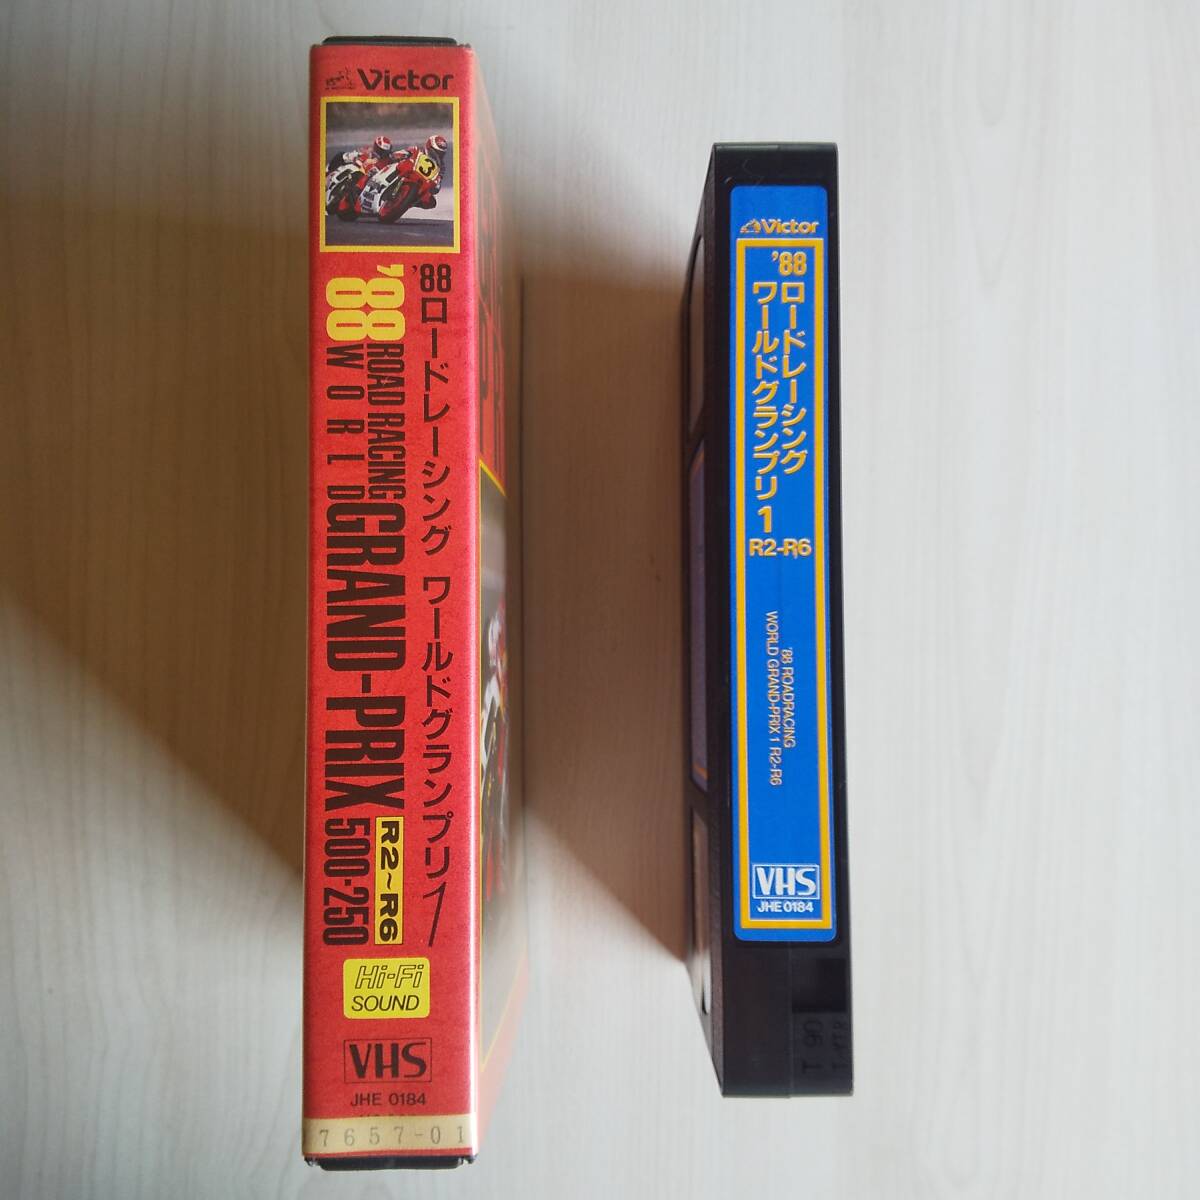 Victor
3
'88 ロードレーシング ワールドグランプリ 1
'88 ROAD RACING
WORLD
GRAND-PRIX
R2~R6
500-250
Hi-Fi
SOUND
VHS
JHE 0184
7657-01
Victor
'88 ロードレーシング
ワールドグランプリ 1
R2-R6
'88 ROADRACING
WORLD GRAND-PRIX 1 R2-R6
VHS
JHE 0184
T 90